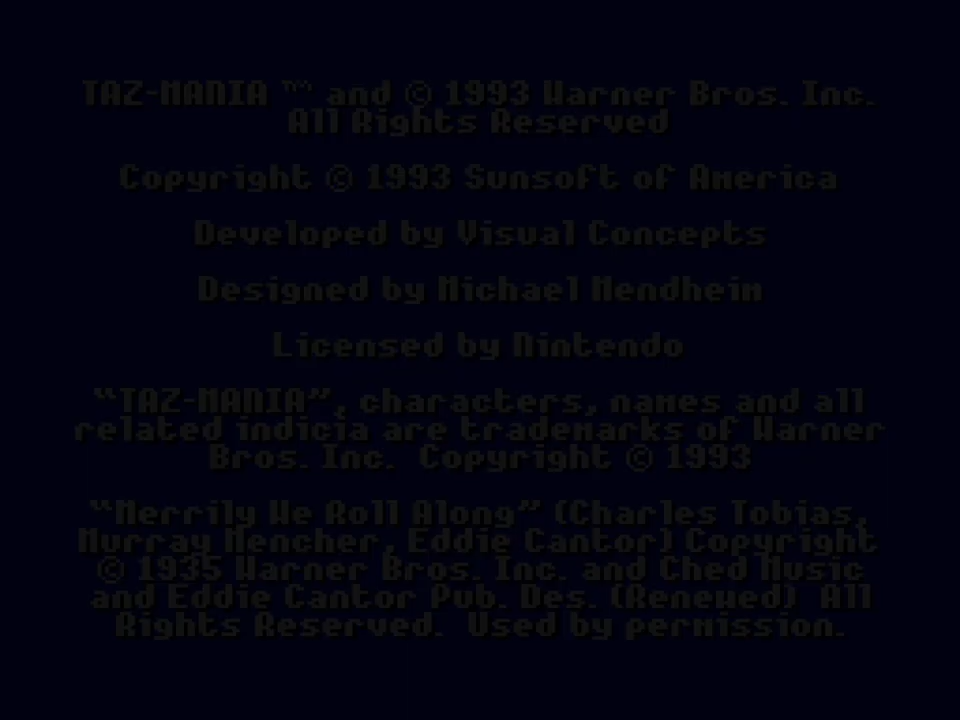 TAZ-MANIA ™ and © 1993 Warner Bros. Inc.
All Rights Reserved
Copyright © 1993 Sunsoft of America
Developed by Visual Concepts
Designed by Michael Mendheim
Licensed by Nintendo
“TAZ-MANIA”, characters, names and all
related indicia are trademarks of Warner
Bros. Inc. Copyright © 1993
“Merrily We Roll Along” (Charles Tobias,
Murray Mencher, Eddie Cantor) Copyright
© 1935 Warner Bros. Inc. and Ched Music
and Eddie Cantor Pub. Des. (Renewed) All
Rights Reserved. Used by permission.